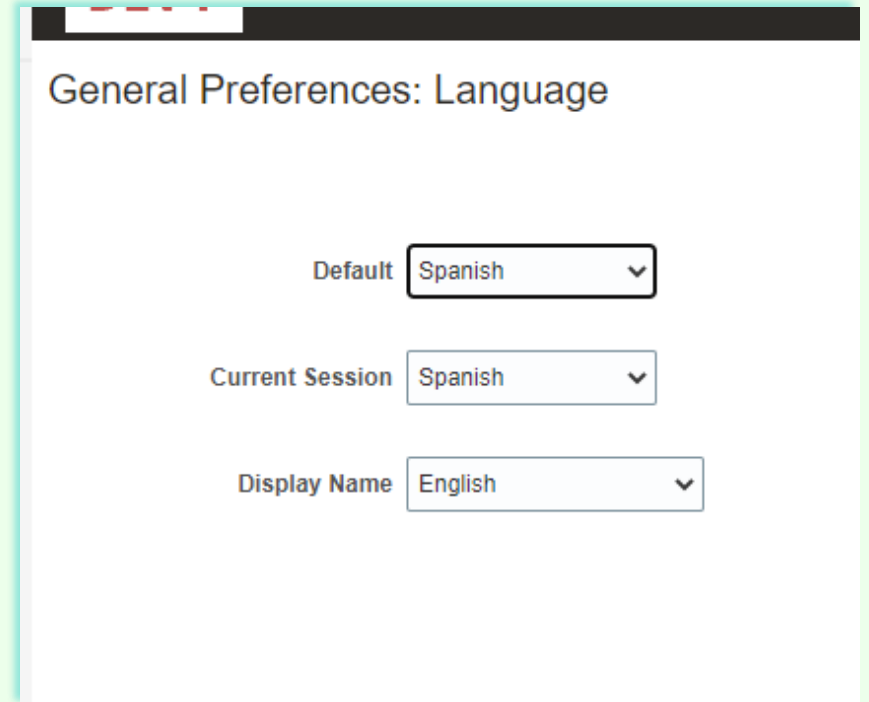 General Preferences: Language
Default Spanish
Current Session Spanish
Display Name English